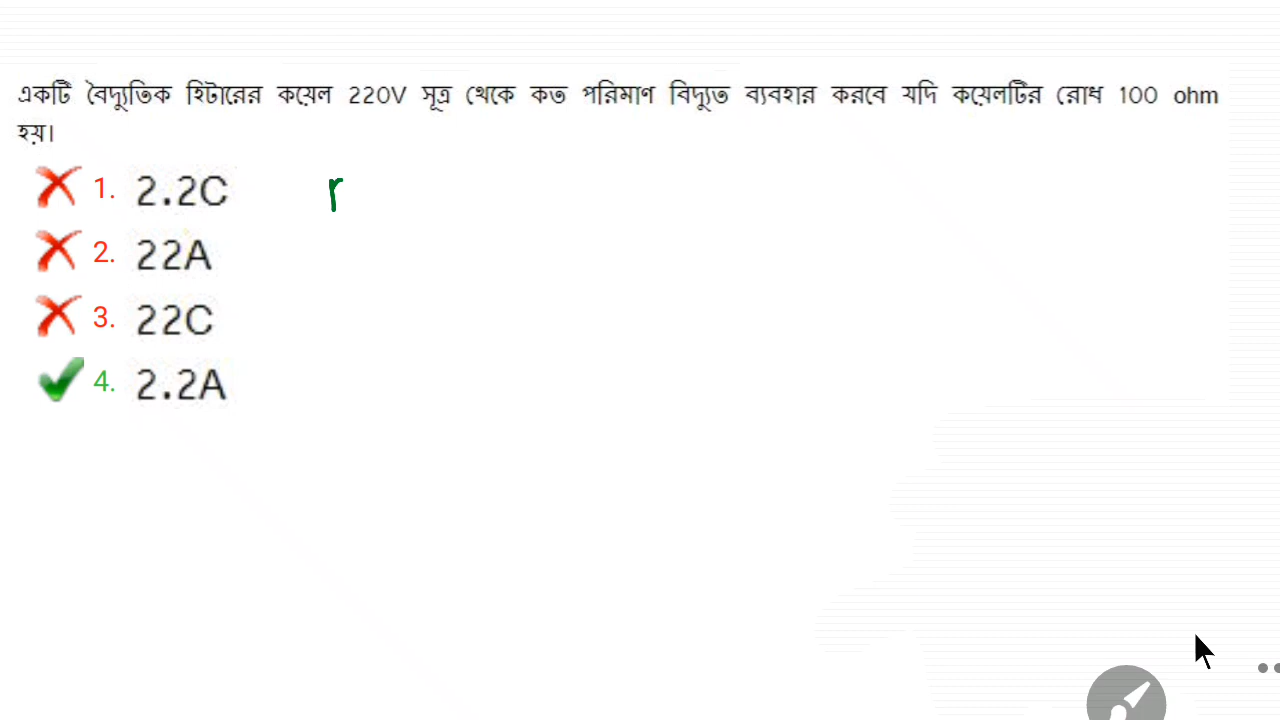 একটি বৈদ্যুতিক হিটারের কয়েল 220V সূত্র থেকে কত পরিমাণ বিদ্যুত ব্যবহার করবে যদি কয়েলটির রোধ 100 ohm
হয়।
1. 2.2C r
2. 22A
3. 22C
4. 2.2A